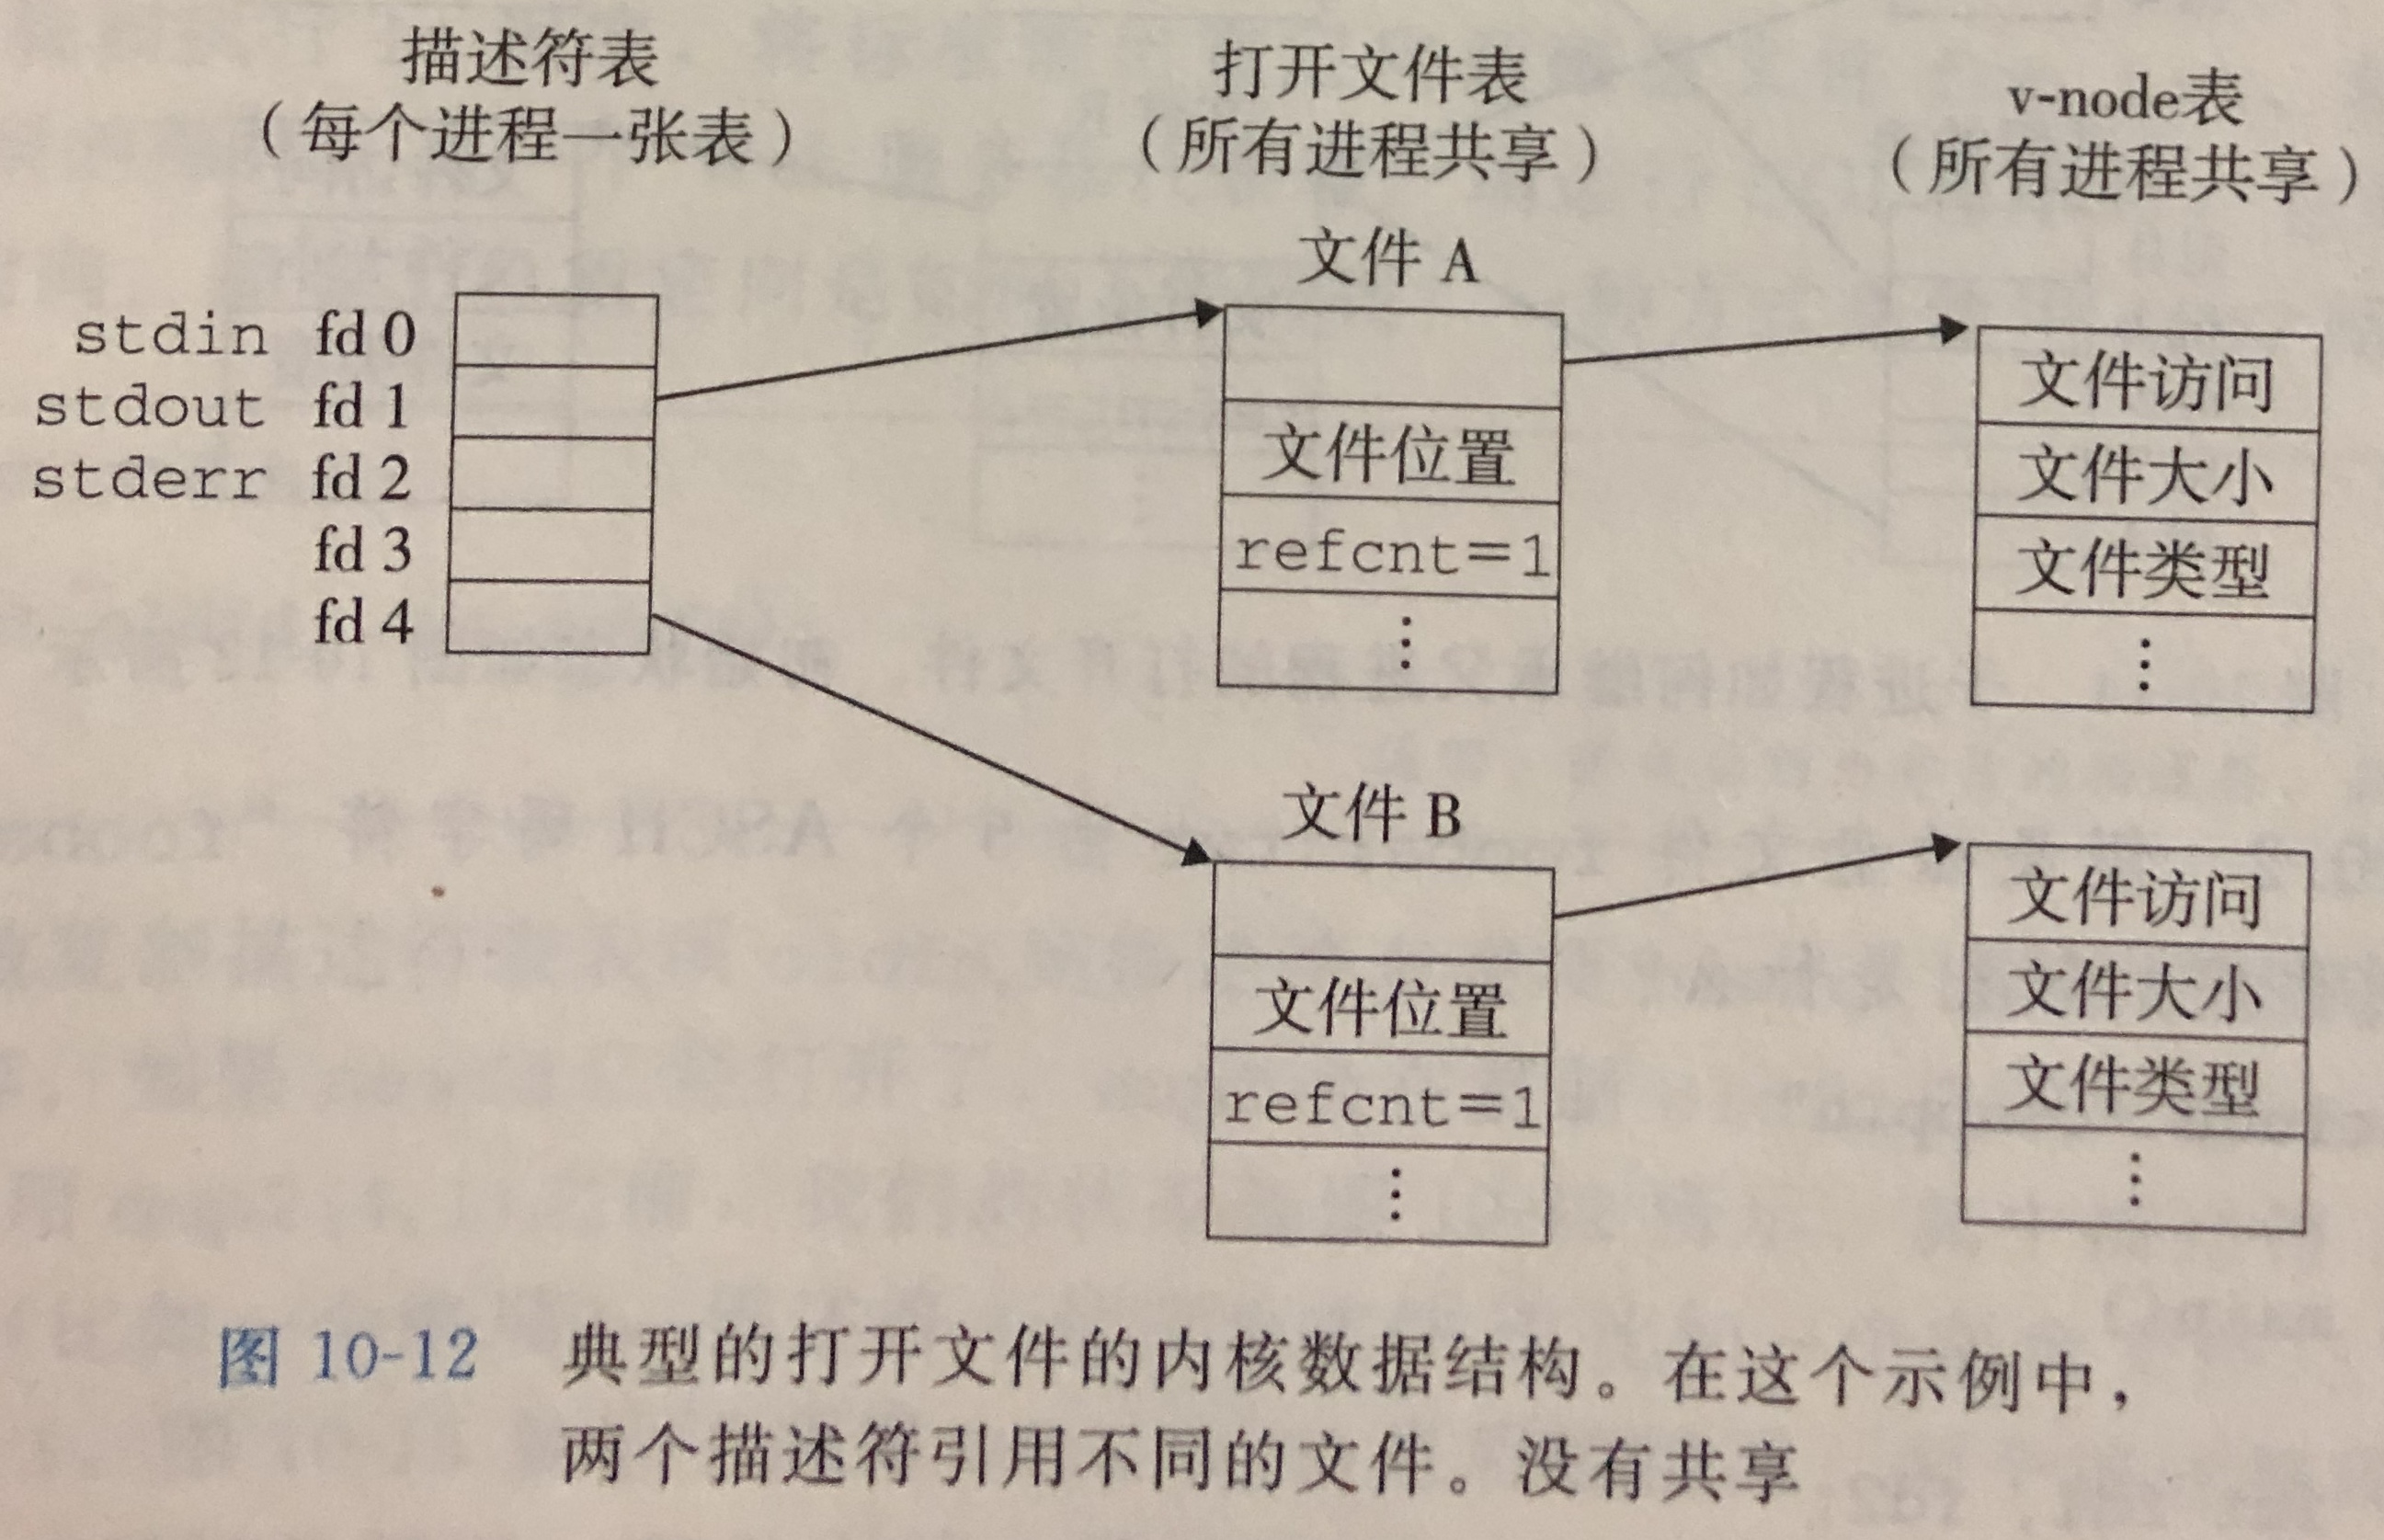 描述符表
（每个进程一张表）
打开文件表
（所有进程共享）
v-node表
（所有进程共享）
stdin fd 0
stdout fd 1
stderr fd 2
fd 3
fd 4
文件 A
文件位置
refcnt=1
⋮
文件访问
文件大小
文件类型
⋮
文件 B
文件位置
refcnt=1
⋮
文件访问
文件大小
文件类型
⋮
图 10-12 典型的打开文件的内核数据结构。在这个示例中，
两个描述符引用不同的文件。没有共享